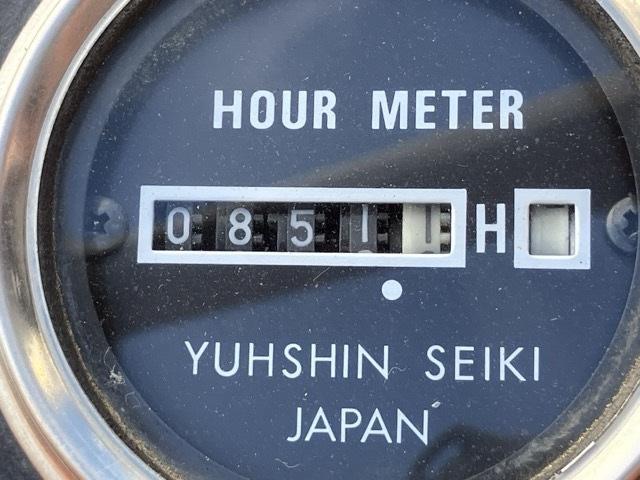 HOUR METER
08511 H
YUHSHIN SEIKI
JAPAN